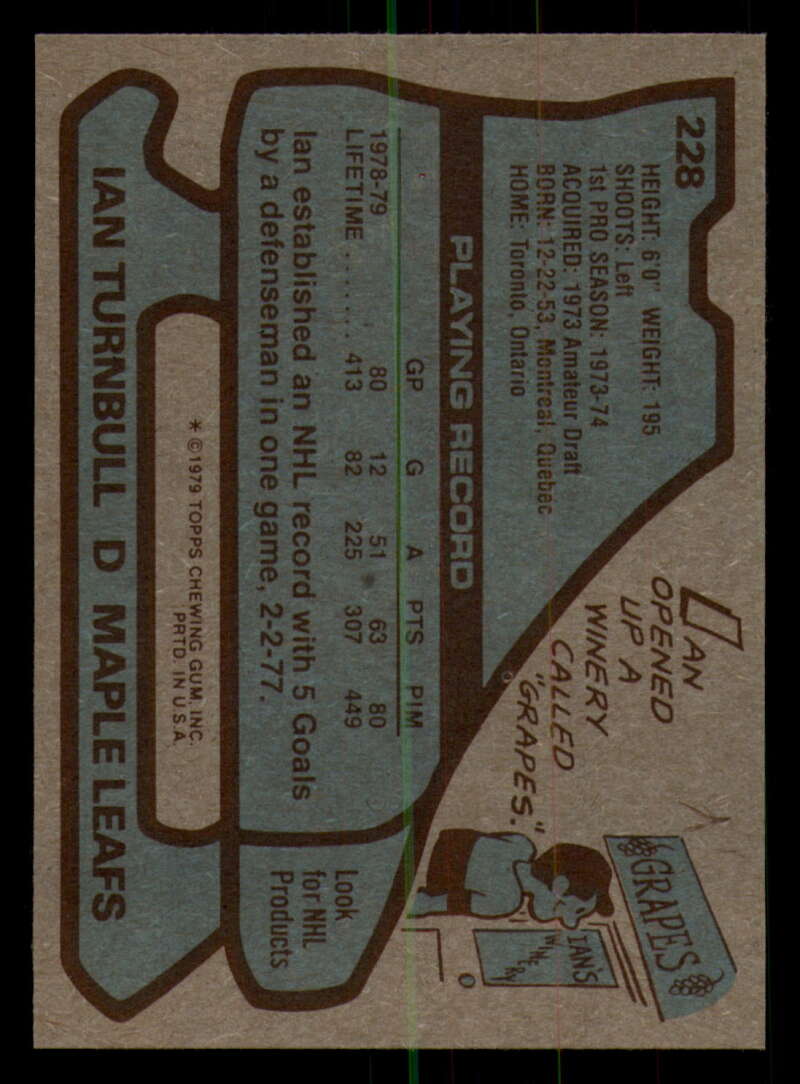 228
HEIGHT: 6'0" WEIGHT: 195
SHOOTS: Left
1st PRO SEASON: 1973-74
ACQUIRED: 1973 Amateur Draft
BORN: 12-22-53, Montreal, Quebec
HOME: Toronto, Ontario
IAN
OPENED
UP A
WINERY
CALLED
"GRAPES."
GRAPES
IAN'S
WINERY
PLAYING RECORD
GP G A PTS PIM
1978-79 80 12 51 63 80
LIFETIME ....... 413 82 225 307 449
Ian established an NHL record with 5 Goals
by a defenseman in one game, 2-2-77.
Look
for NHL
Products
* ©1979 TOPPS CHEWING GUM, INC.
PRTD. IN U.S.A.
IAN TURNBULL D MAPLE LEAFS